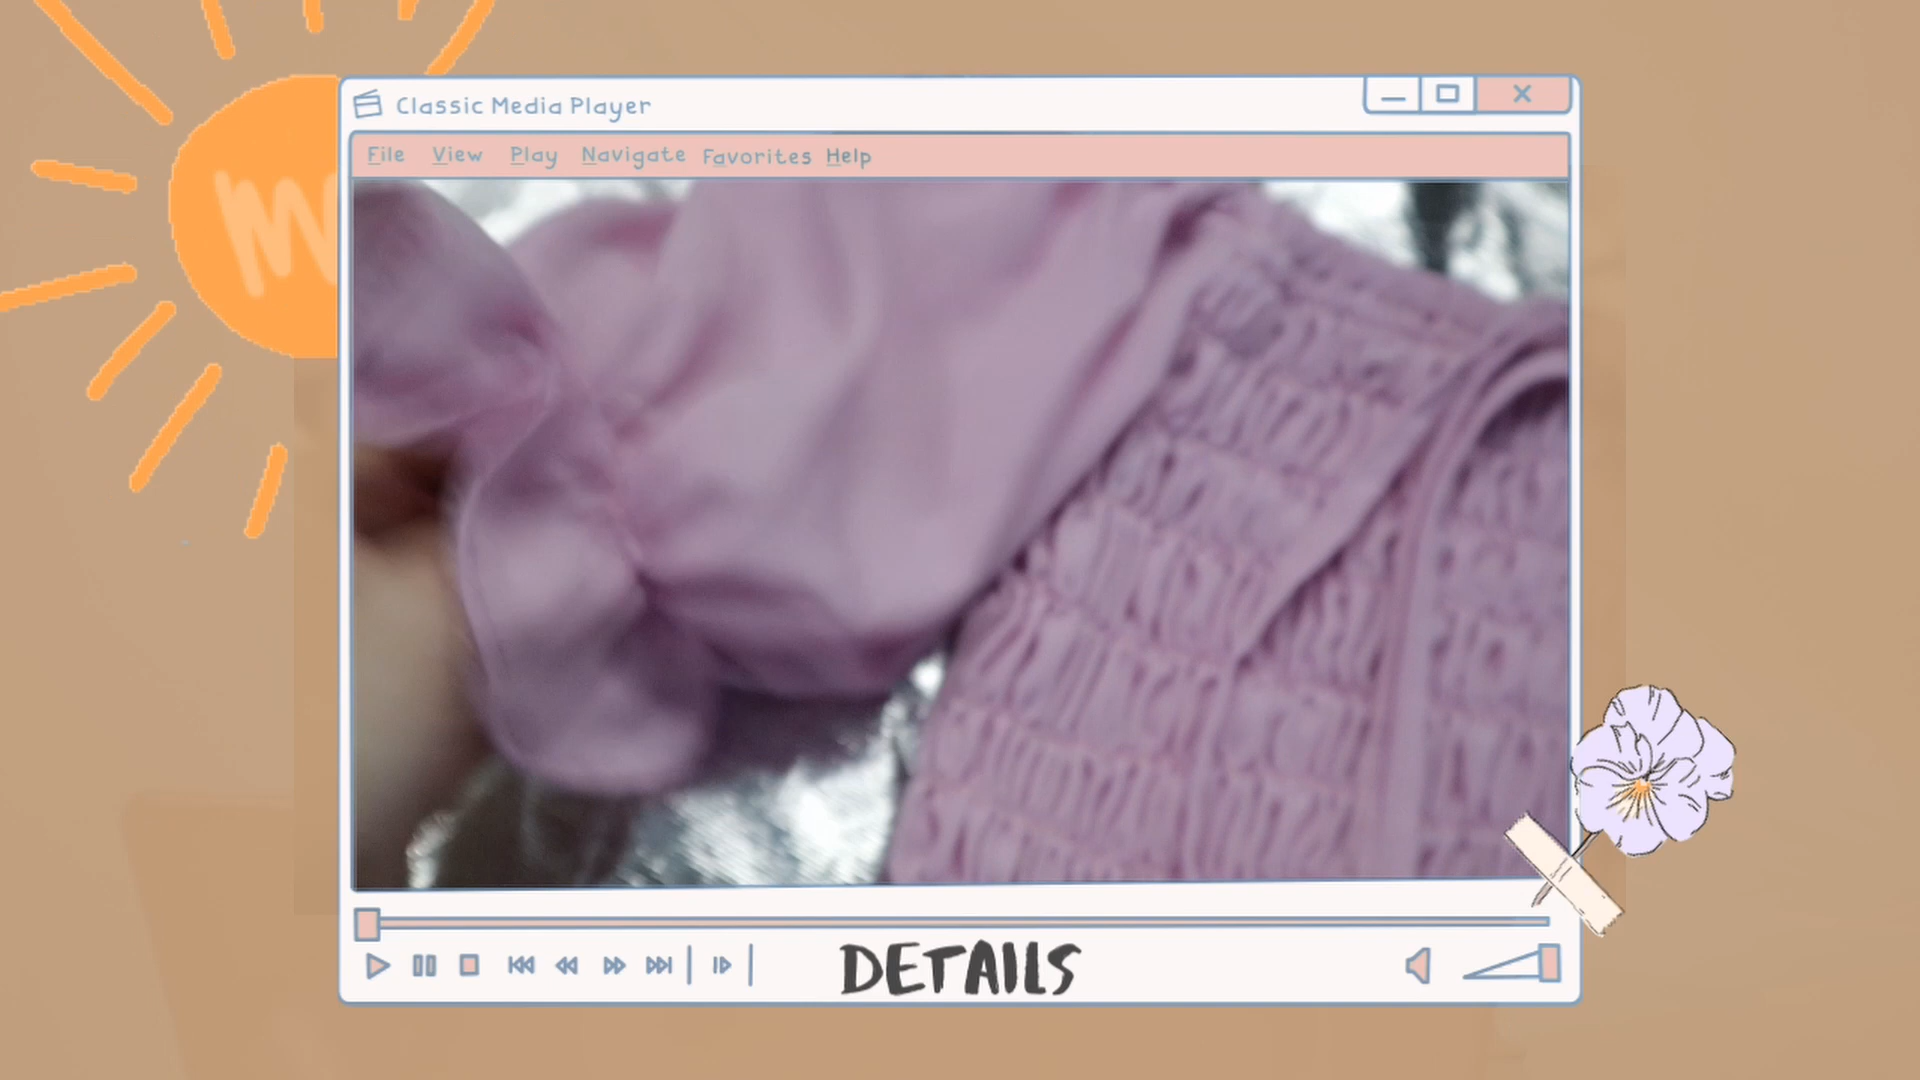 Classic Media Player
File View Play Navigate Favorites Help
DETAILS